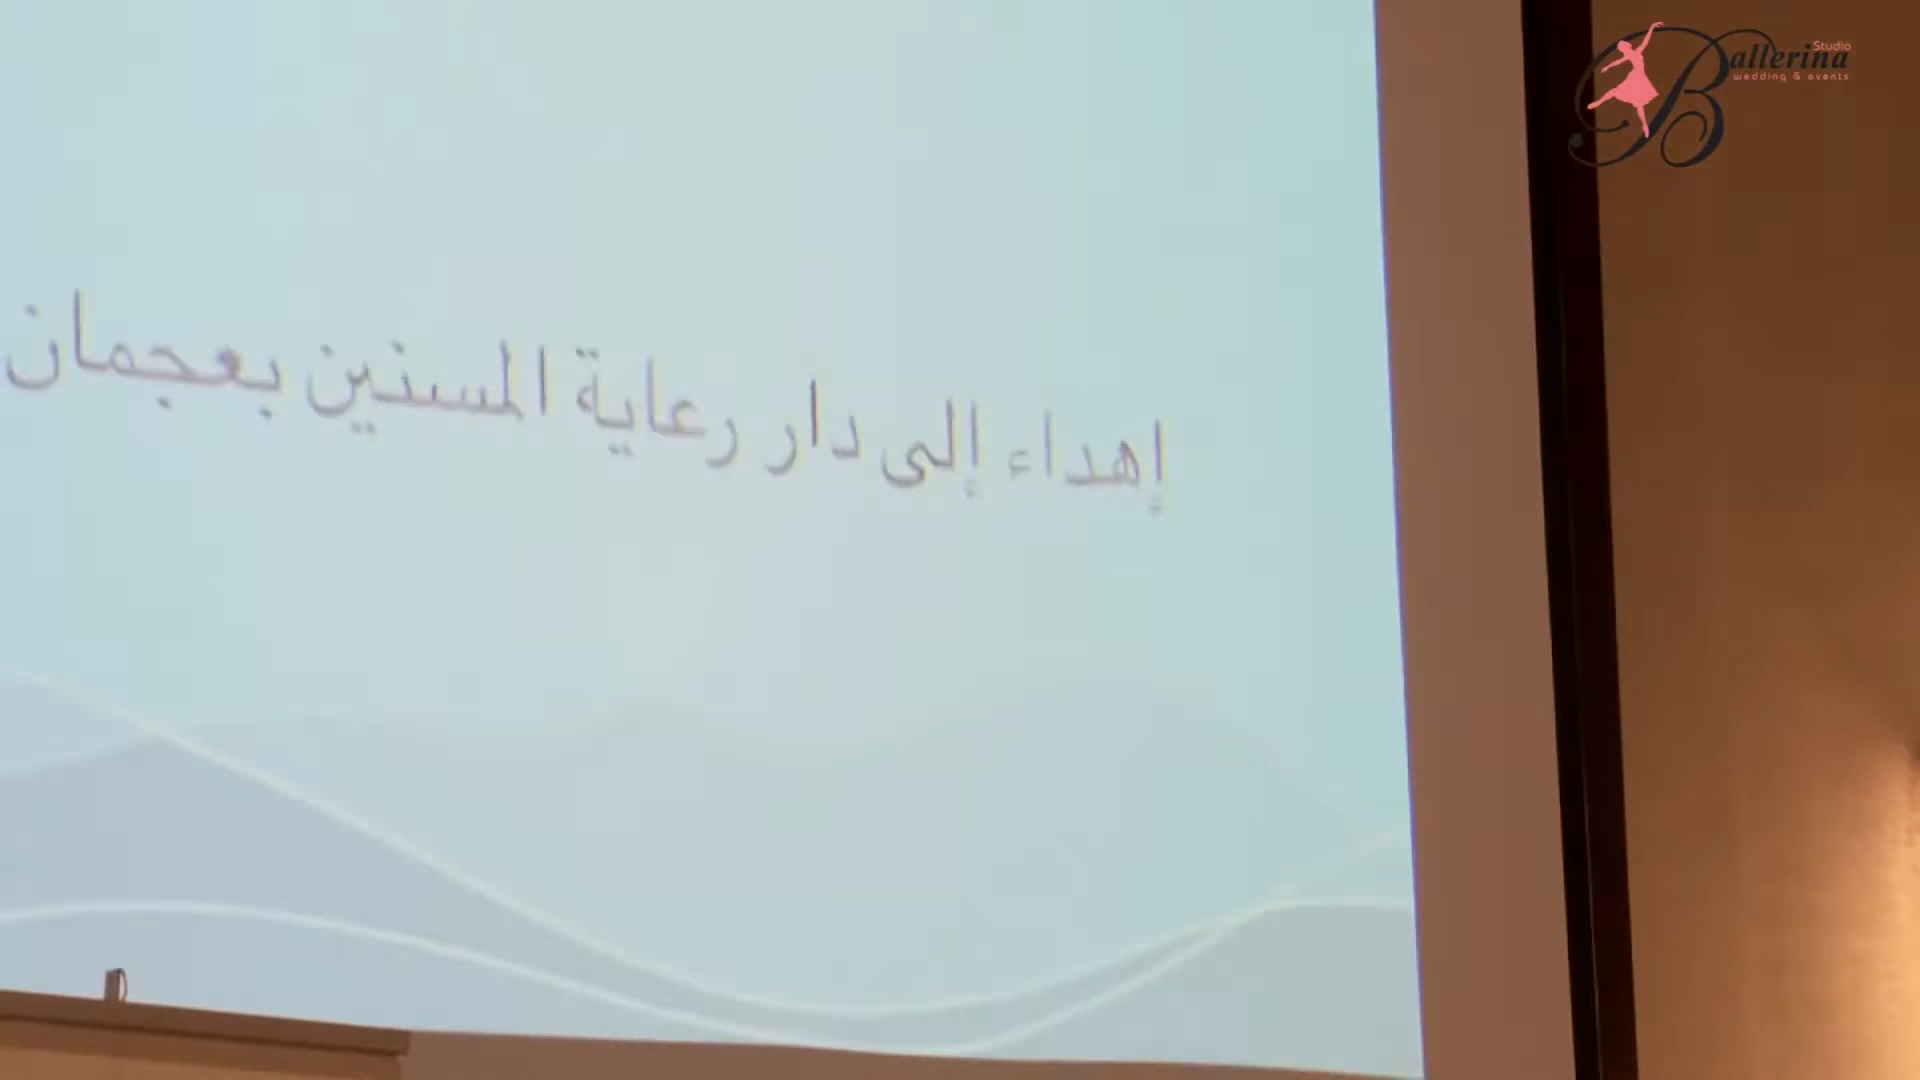 إهداء إلى دار رعاية المسنين بعجمان
Ballerina
Studio
wedding & events